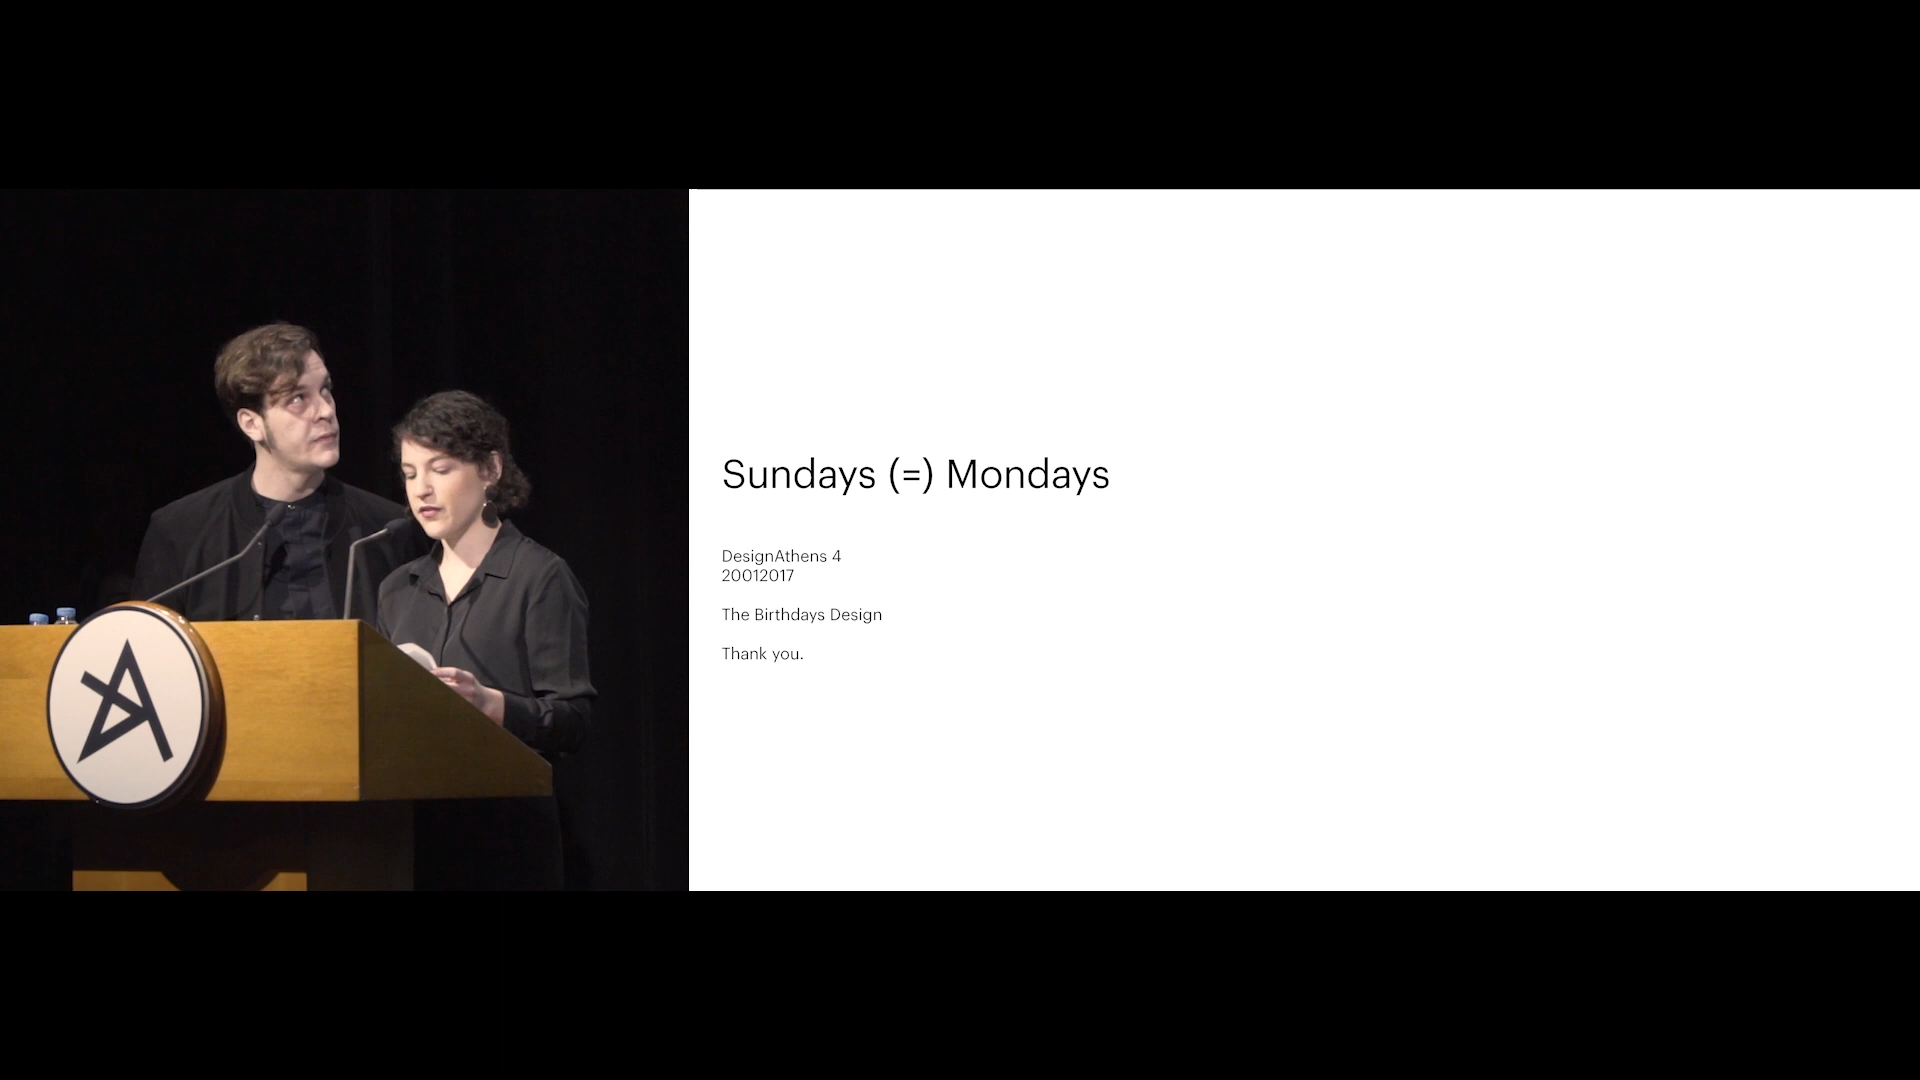 Sundays (=) Mondays
DesignAthens 4
20012017
The Birthdays Design
Thank you.